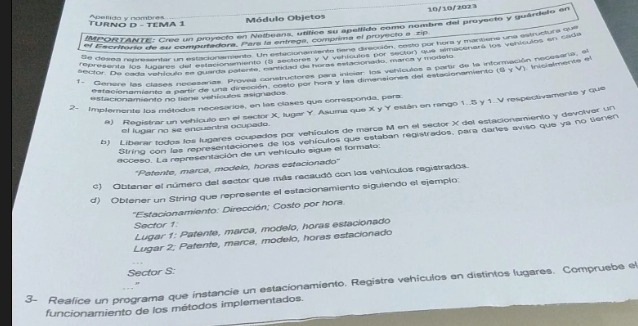 Apellido y nombres
10/10/2023
TURNO D - TEMA 1
Módulo Objetos
IMPORTANTE: Cree un proyecto en Netbeans, utilice su apellido como nombre del proyecto y guárdelo en
el Escritorio de su computadora. Para la entrega, comprima el proyecto a .zip.
Se desea representar un estacionamiento. Un estacionamiento tiene dirección, costo por hora y mantiene una estructura que
representa los lugares del estacionamiento (S sectores y V vehículos por sector) que almacenará los vehículos en cada
sector. De cada vehículo se guarda patente, cantidad de horas estacionado, marca y modelo.
1- Genere las clases necesarias. Provea constructores para iniciar: los vehículos a partir de la información necesaria; el
estacionamiento a partir de una dirección, costo por hora y las dimensiones del estacionamiento (S y V). Inicialmente el
estacionamiento no tiene vehículos asignados.
2- Implemente los métodos necesarios, en las clases que corresponda, para:
a) Registrar un vehículo en el sector X, lugar Y. Asuma que X y Y están en rango 1..S y 1..V respectivamente y que
el lugar no se encuentra ocupado.
b) Liberar todos los lugares ocupados por vehículos de marca M en el sector X del estacionamiento y devolver un
String con las representaciones de los vehículos que estaban registrados, para darles aviso que ya no tienen
acceso. La representación de un vehículo sigue el formato:
"Patente, marca, modelo, horas estacionado"
c) Obtener el número del sector que más recaudó con los vehículos registrados.
d) Obtener un String que represente el estacionamiento siguiendo el ejemplo:
"Estacionamiento: Dirección; Costo por hora.
Sector 1:
Lugar 1: Patente, marca, modelo, horas estacionado
Lugar 2: Patente, marca, modelo, horas estacionado
...
Sector S:
... "
3- Realice un programa que instancie un estacionamiento. Registre vehículos en distintos lugares. Compruebe el
funcionamiento de los métodos implementados.